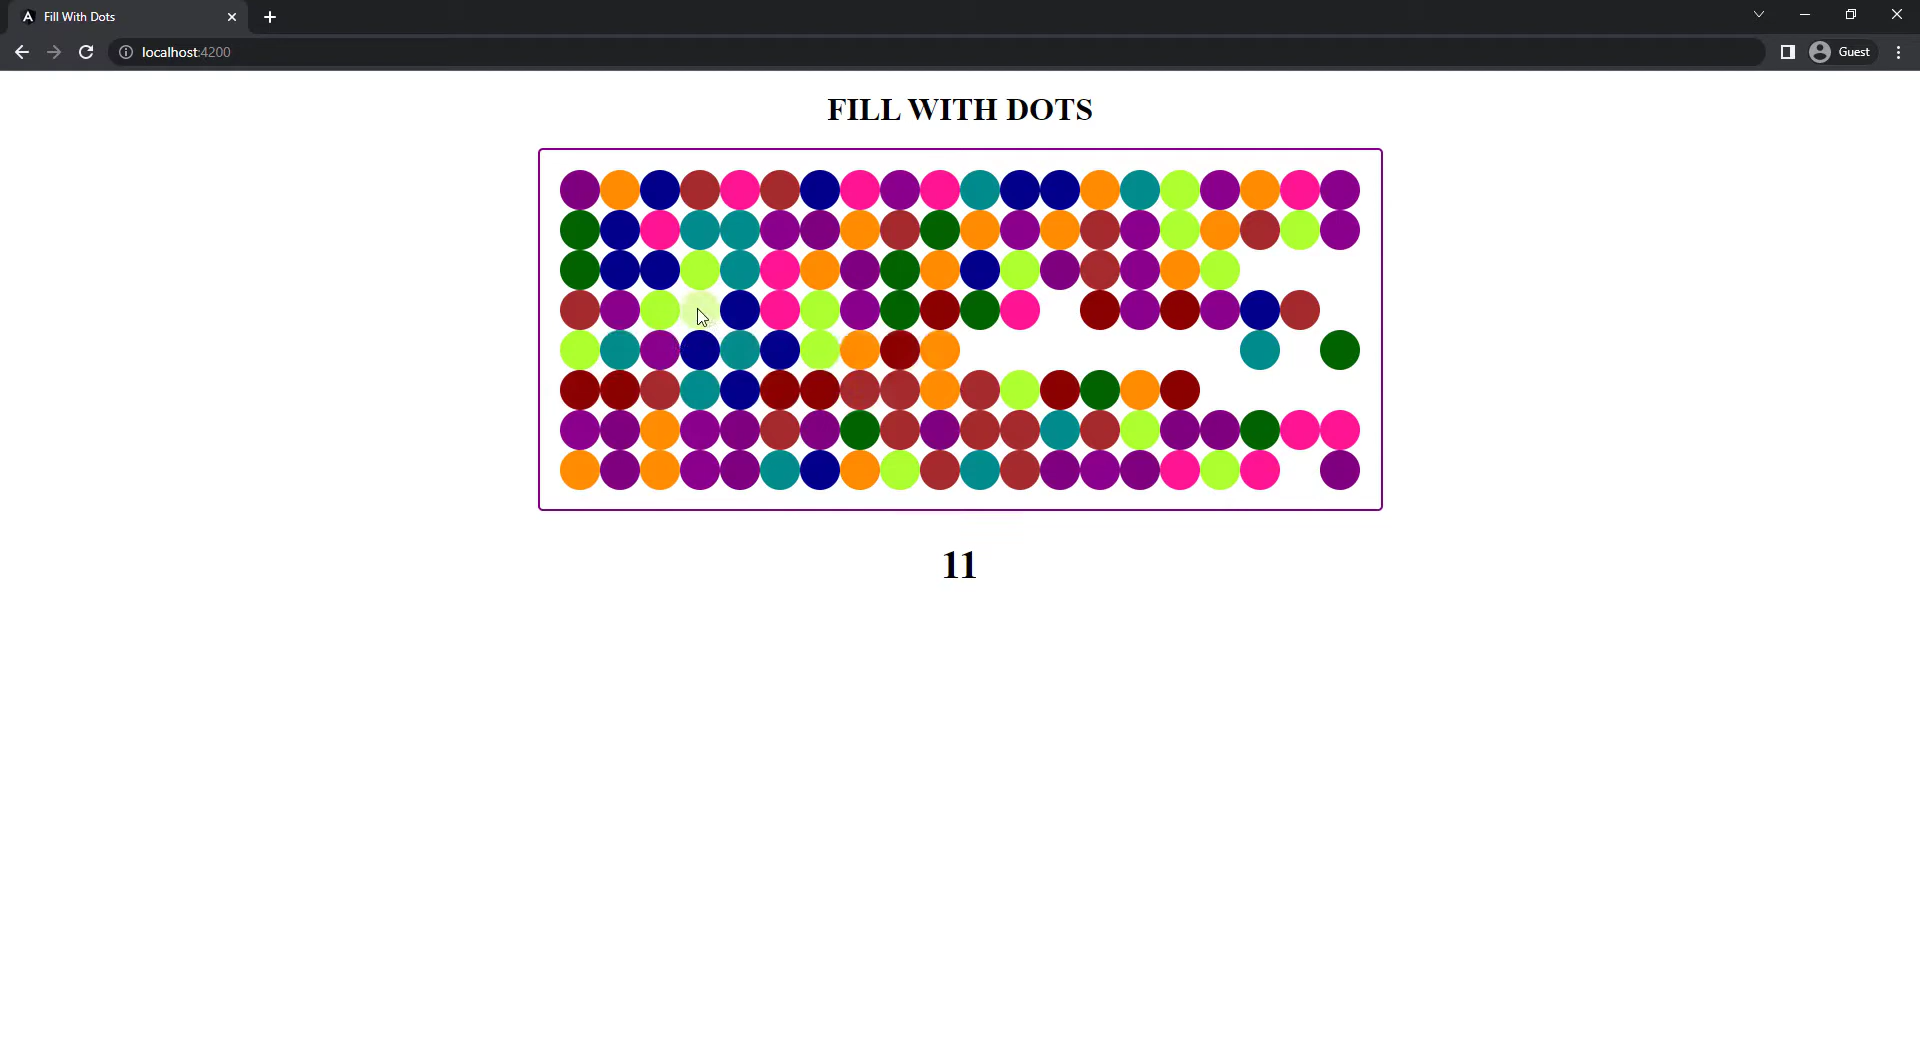 Fill With Dots
localhost:4200
Guest
FILL WITH DOTS
11